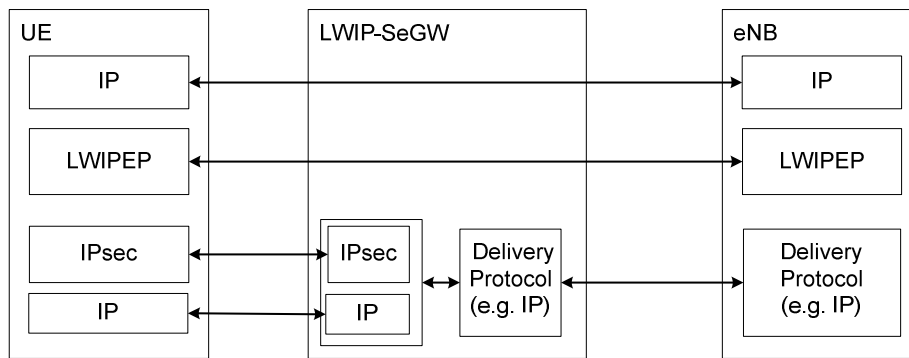 UE
LWIP-SeGW
eNB
IP
IP
LWIPEP
LWIPEP
IPsec
IPsec
Delivery
Protocol
(e.g. IP)
Delivery
Protocol
(e.g. IP)
IP
IP